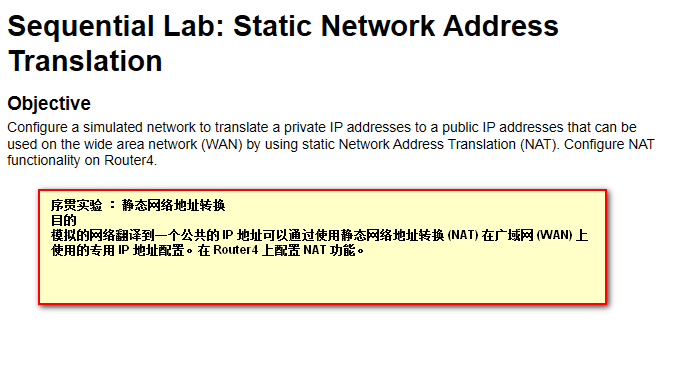 Sequential Lab: Static Network Address
Translation
Objective
Configure a simulated network to translate a private IP addresses to a public IP addresses that can be
used on the wide area network (WAN) by using static Network Address Translation (NAT). Configure NAT
functionality on Router4.
序贯实验 ： 静态网络地址转换
目的
模拟的网络翻译到一个公共的 IP 地址可以通过使用静态网络地址转换 (NAT) 在广域网 (WAN) 上
使用的专用 IP 地址配置。在 Router4 上配置 NAT 功能。